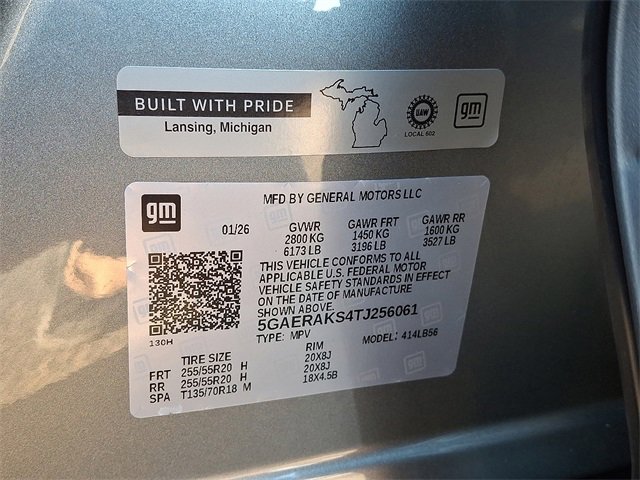 BUILT WITH PRIDE
Lansing, Michigan
UAW
LOCAL 602
gm
gm
MFD BY GENERAL MOTORS LLC
01/26
GVWR GAWR FRT GAWR RR
2800 KG 1450 KG 1600 KG
6173 LB 3196 LB 3527 LB
THIS VEHICLE CONFORMS TO ALL
APPLICABLE U.S. FEDERAL MOTOR
VEHICLE SAFETY STANDARDS IN EFFECT
ON THE DATE OF MANUFACTURE
SHOWN ABOVE.
5GAERAKS4TJ256061
130H
TYPE: MPV MODEL: 414LB56
TIRE SIZE RIM
FRT 255/55R20 H 20X8J
RR 255/55R20 H 20X8J
SPA T135/70R18 M 18X4.5B